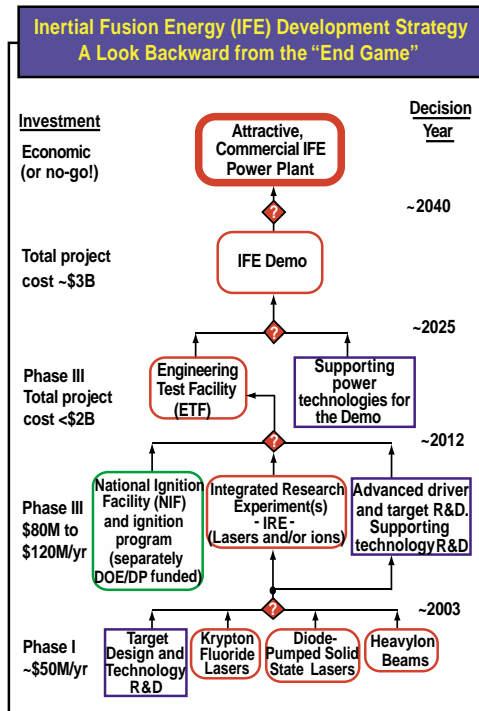 Inertial Fusion Energy (IFE) Development Strategy
A Look Backward from the “End Game”
Investment
Decision
Year
Economic
(or no-go!)
Attractive,
Commercial IFE
Power Plant
?
~2040
Total project
cost ~$3B
IFE Demo
?
~2025
Phase III
Total project
cost <$2B
Engineering
Test Facility
(ETF)
Supporting
power
technologies for
the Demo
?
~2012
Phase III
$80M to
$120M/yr
National Ignition
Facility (NIF)
and ignition
program
(separately
DOE/DP funded)
Integrated Research
Experiment(s)
- IRE -
(Lasers and/or ions)
Advanced driver
and target R&D.
Supporting
technology R&D
?
~2003
Phase I
~$50M/yr
Target
Design and
Technology
R&D
Krypton
Fluoride
Lasers
Diode-
Pumped Solid
State Lasers
HeavyIon
Beams